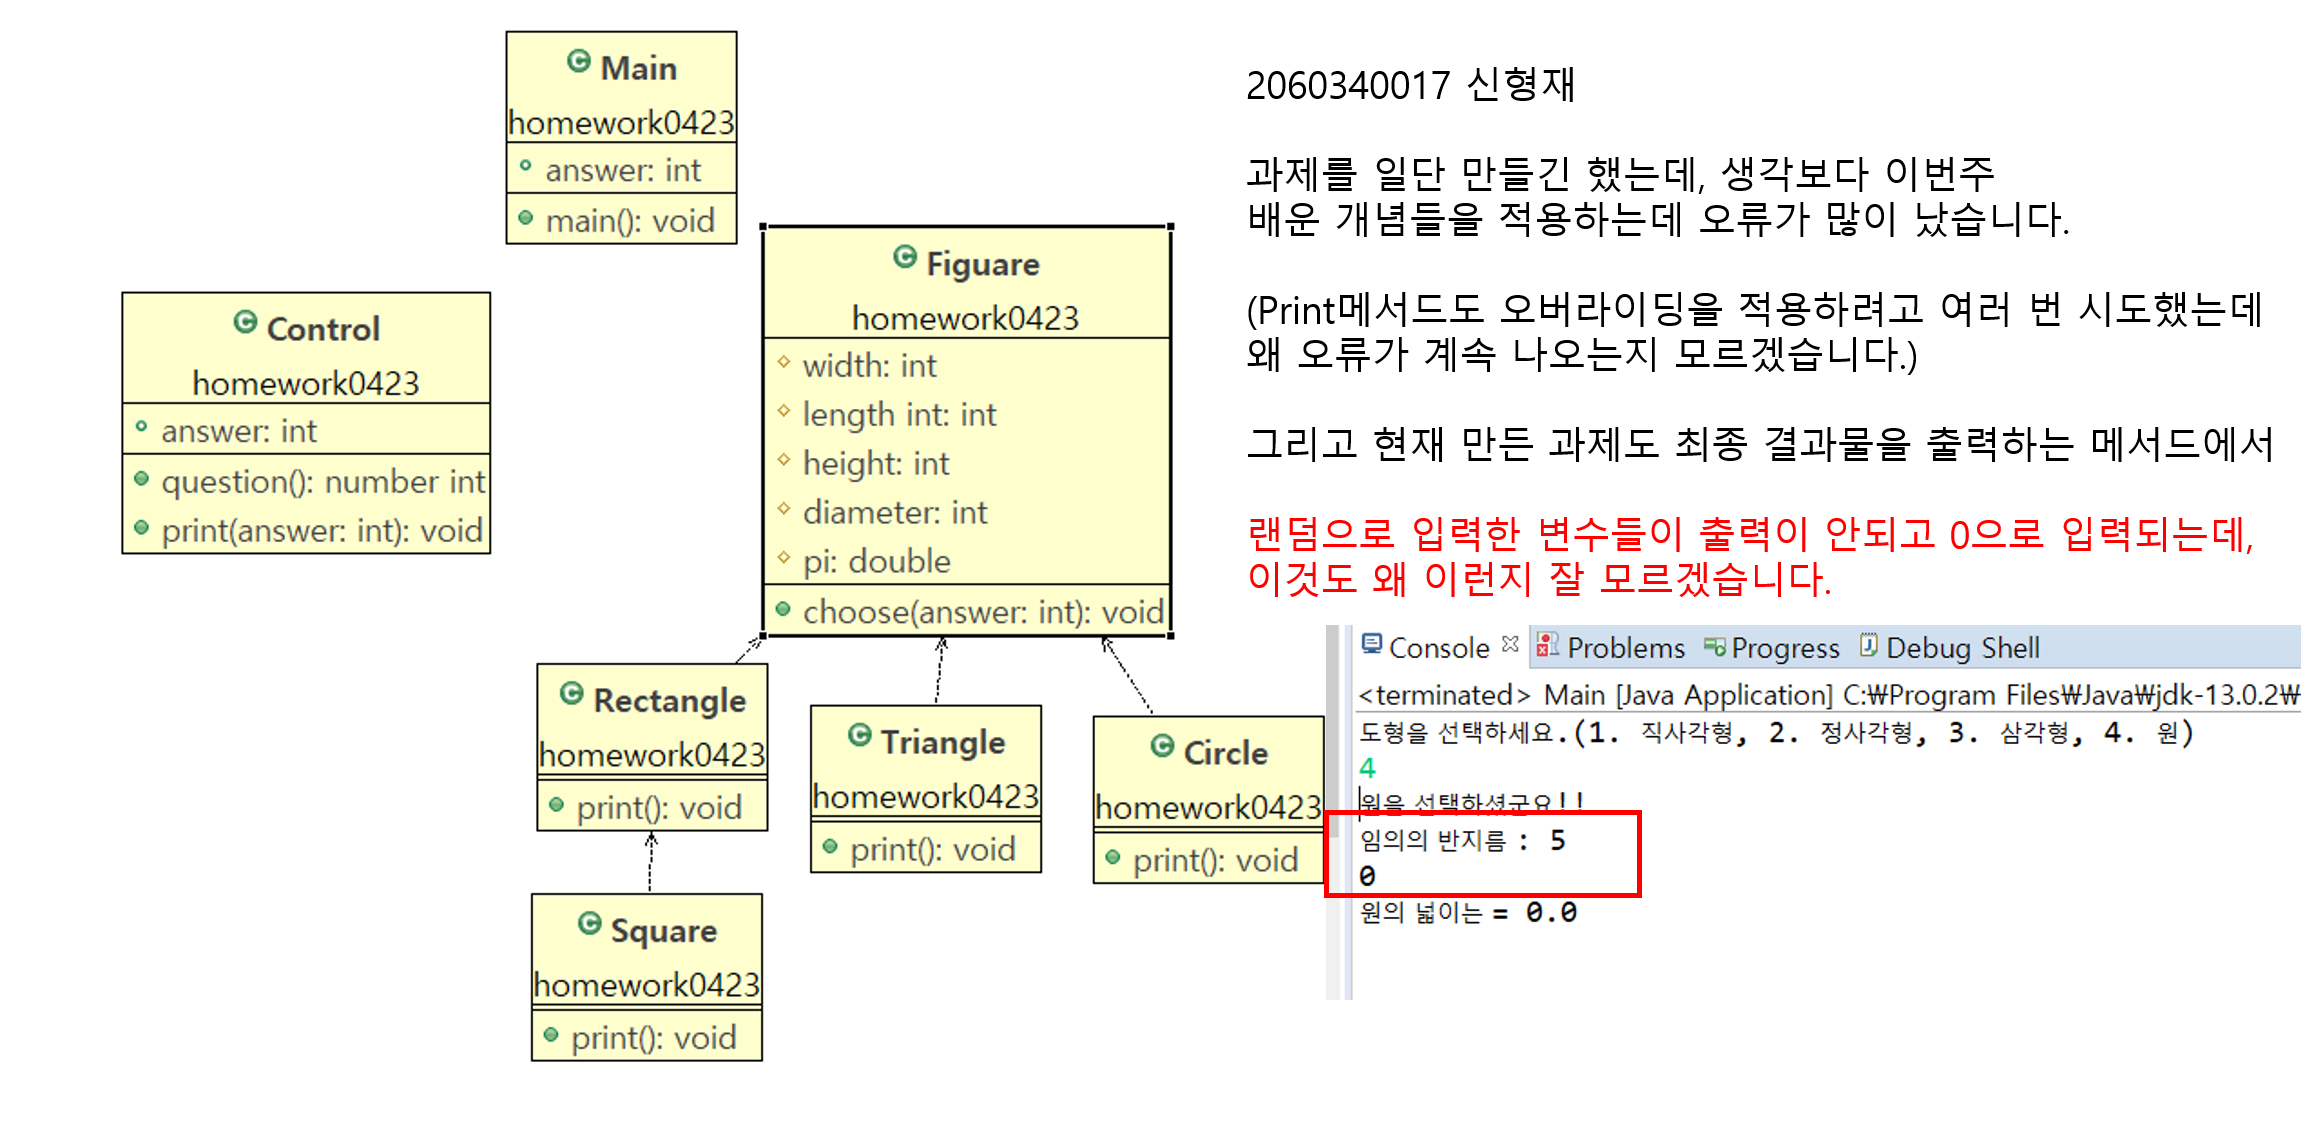 Main
homework0423
answer: int
main(): void
Control
homework0423
answer: int
question(): number int
print(answer: int): void
Figuare
homework0423
width: int
length int: int
height: int
diameter: int
pi: double
choose(answer: int): void
Rectangle
homework0423
print(): void
Triangle
homework0423
print(): void
Circle
homework0423
print(): void
Square
homework0423
print(): void
2060340017 신형재
과제를 일단 만들긴 했는데, 생각보다 이번주
배운 개념들을 적용하는데 오류가 많이 났습니다.
(Print메서드도 오버라이딩을 적용하려고 여러 번 시도했는데
왜 오류가 계속 나오는지 모르겠습니다.)
그리고 현재 만든 과제도 최종 결과물을 출력하는 메서드에서
랜덤으로 입력한 변수들이 출력이 안되고 0으로 입력되는데,
이것도 왜 이런지 잘 모르겠습니다.
Console Problems Progress Debug Shell
<terminated> Main [Java Application] C:₩Program Files₩Java₩jdk-13.0.2₩
도형을 선택하세요.(1. 직사각형, 2. 정사각형, 3. 삼각형, 4. 원)
4
원을 선택하셨군요!!
임의의 반지름 : 5
0
원의 넓이는 = 0.0